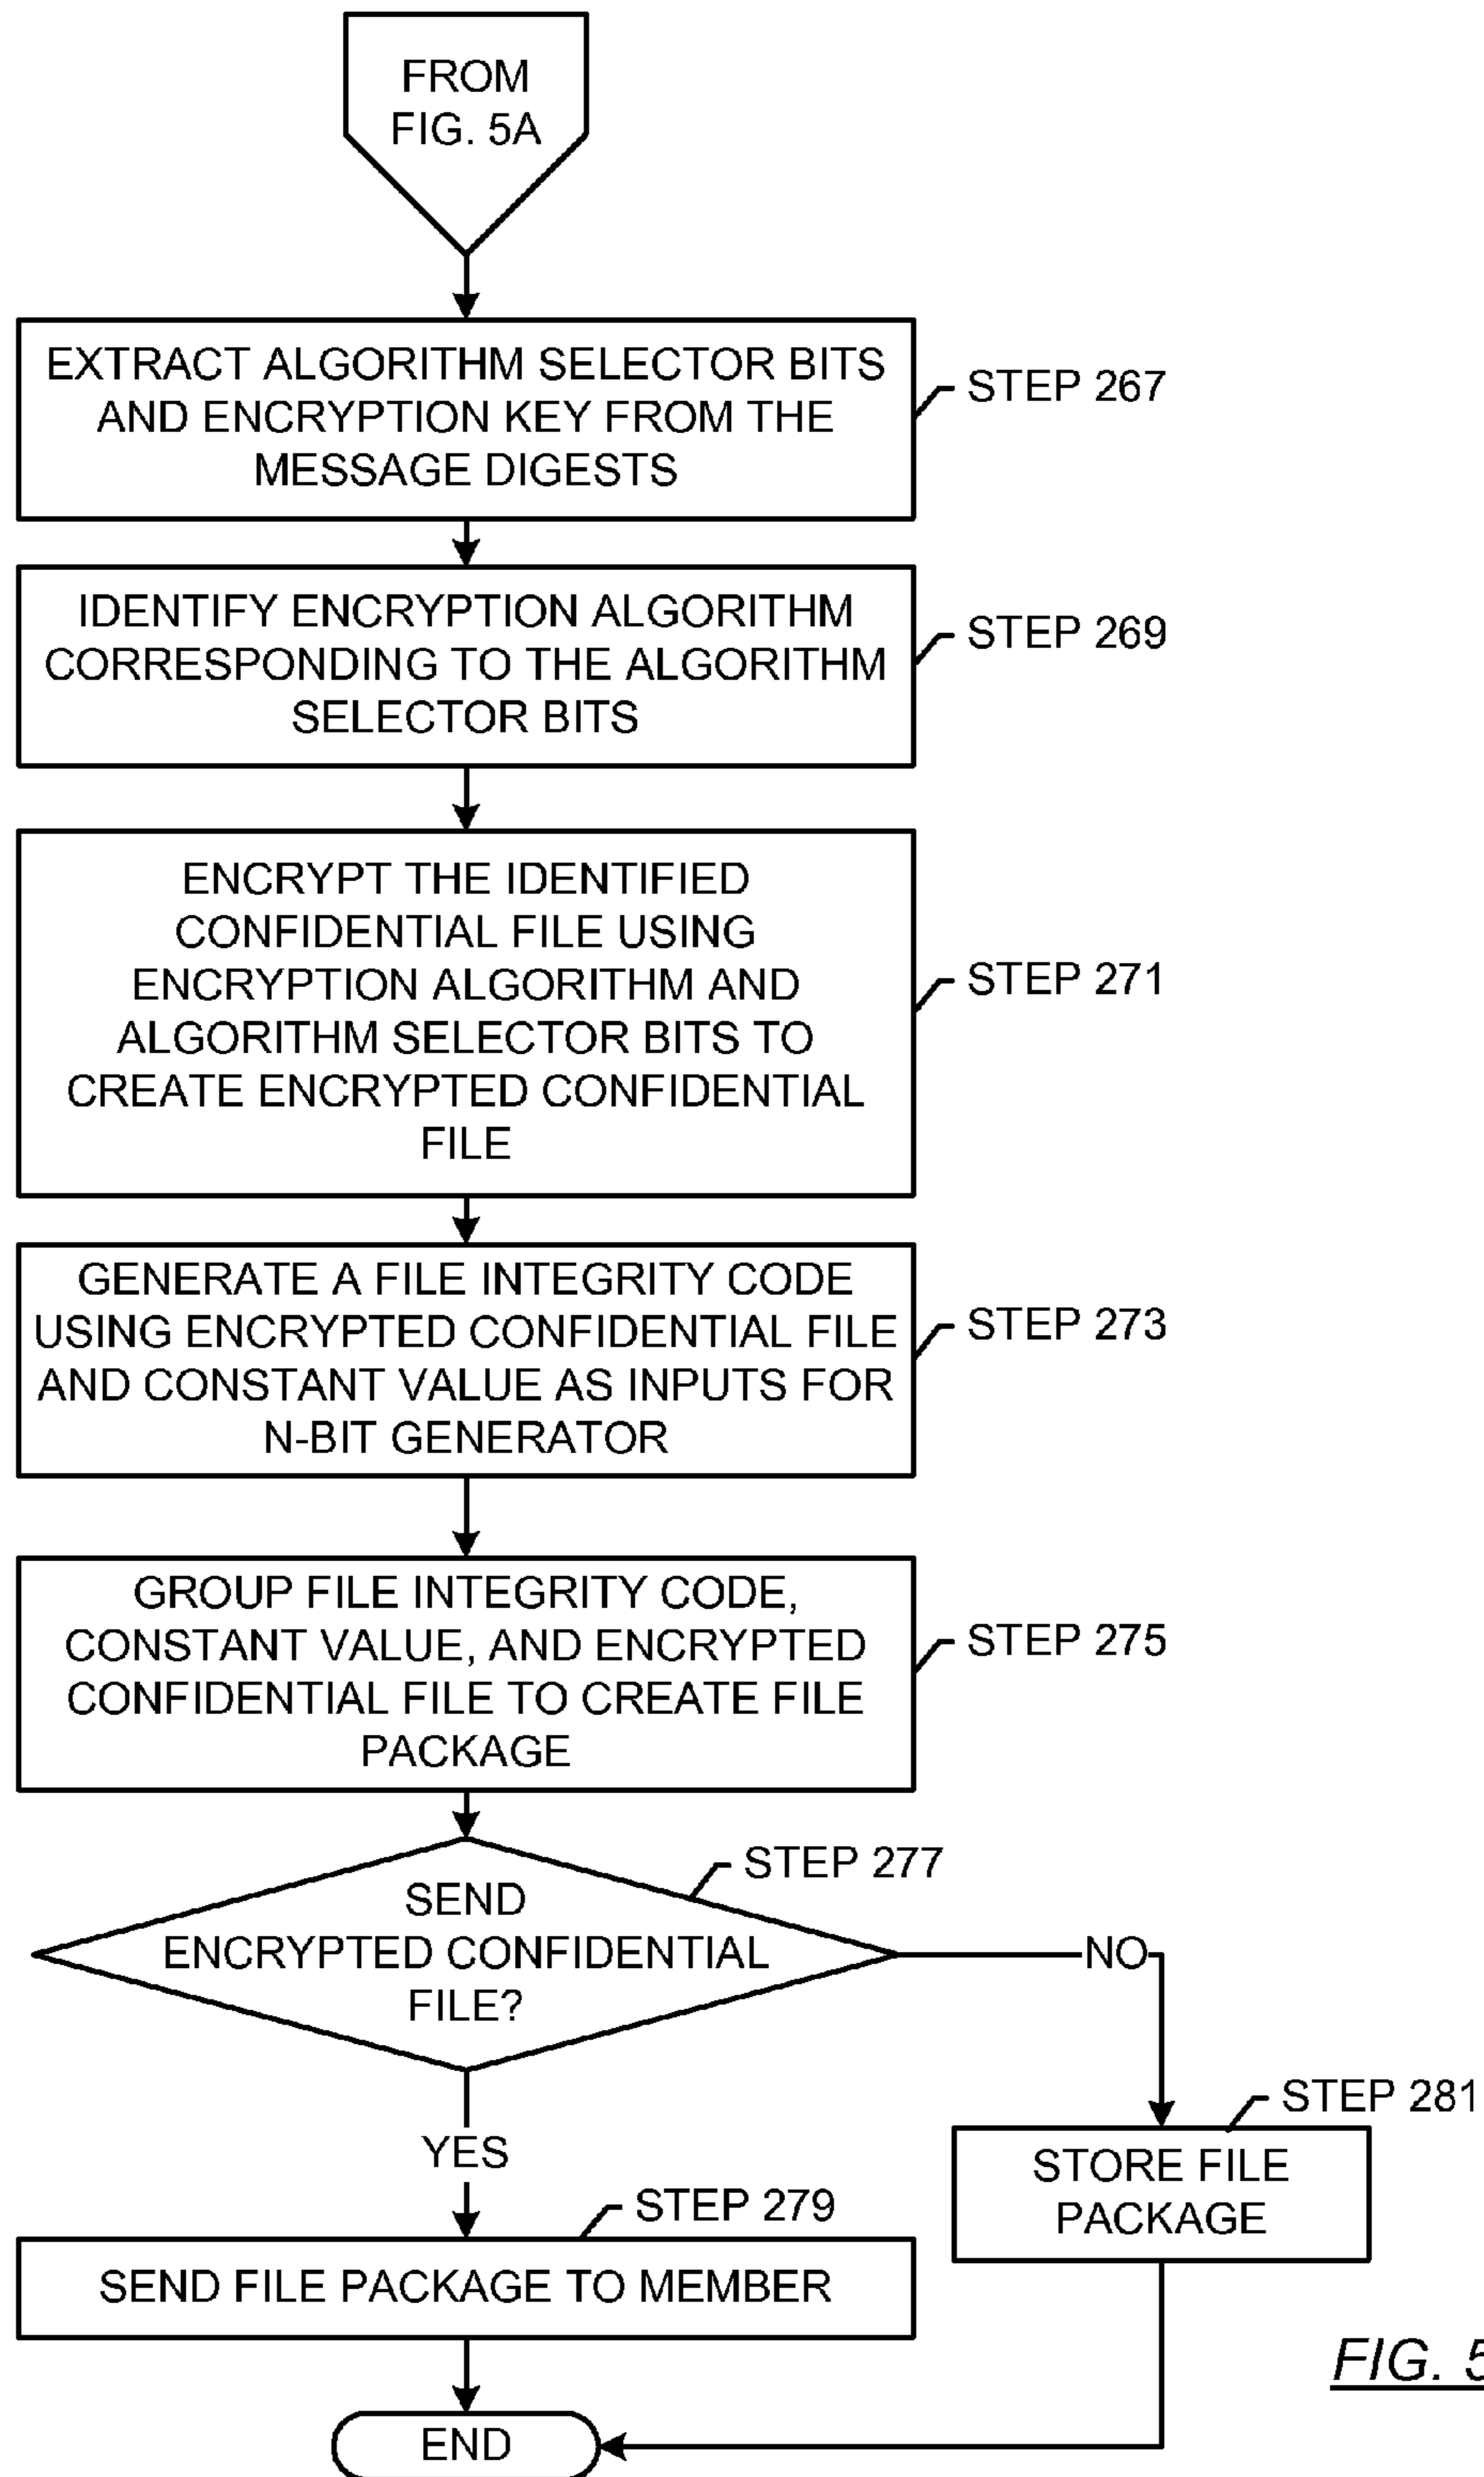 FROM
FIG. 5A
EXTRACT ALGORITHM SELECTOR BITS
AND ENCRYPTION KEY FROM THE
MESSAGE DIGESTS
STEP 267
IDENTIFY ENCRYPTION ALGORITHM
CORRESPONDING TO THE ALGORITHM
SELECTOR BITS
STEP 269
ENCRYPT THE IDENTIFIED
CONFIDENTIAL FILE USING
ENCRYPTION ALGORITHM AND
ALGORITHM SELECTOR BITS TO
CREATE ENCRYPTED CONFIDENTIAL
FILE
STEP 271
GENERATE A FILE INTEGRITY CODE
USING ENCRYPTED CONFIDENTIAL FILE
AND CONSTANT VALUE AS INPUTS FOR
N-BIT GENERATOR
STEP 273
GROUP FILE INTEGRITY CODE,
CONSTANT VALUE, AND ENCRYPTED
CONFIDENTIAL FILE TO CREATE FILE
PACKAGE
STEP 275
STEP 277
SEND
ENCRYPTED CONFIDENTIAL
FILE?
NO
YES
STEP 281
STORE FILE
PACKAGE
STEP 279
SEND FILE PACKAGE TO MEMBER
FIG. 5
END